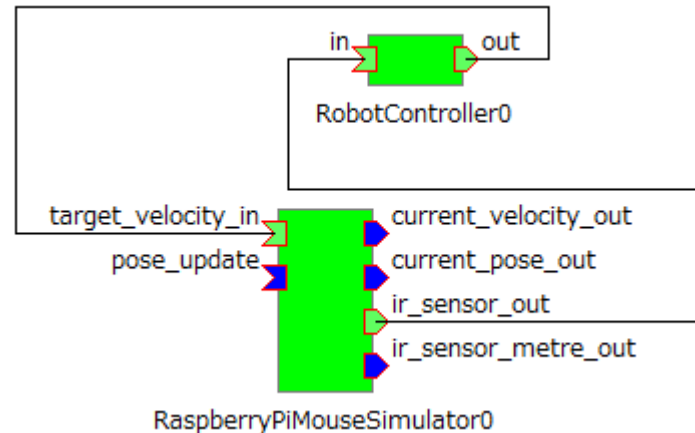 in
out
RobotController0
target_velocity_in
current_velocity_out
pose_update
current_pose_out
ir_sensor_out
ir_sensor_metre_out
RaspberryPiMouseSimulator0